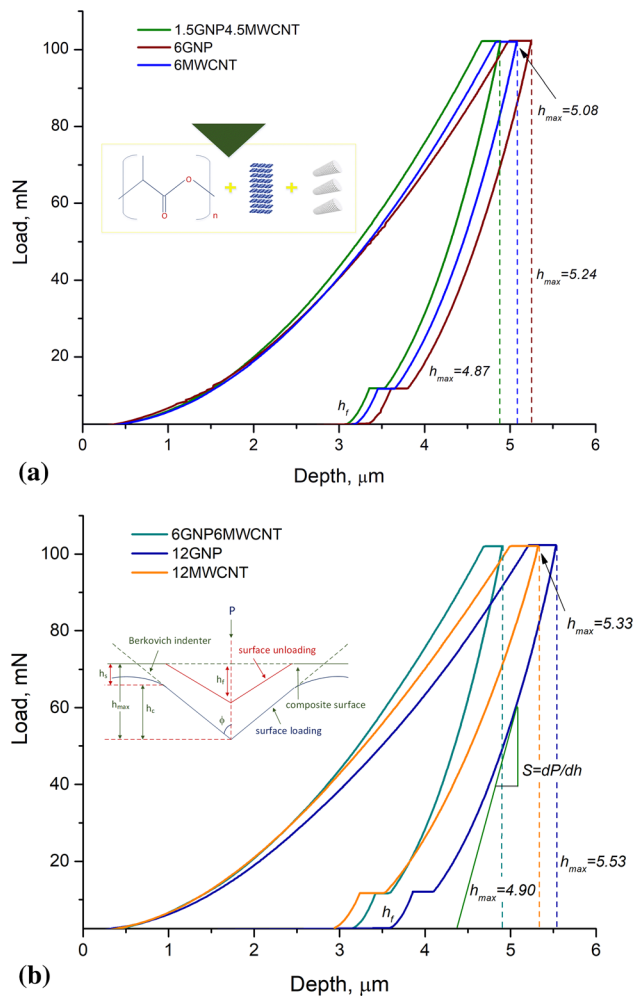 1.5GNP4.5MWCNT
6GNP
6MWCNT
100
80
60
40
20
Load, mN
O
O
n
h_max=5.08
h_max=5.24
h_max=4.87
h_f
0 1 2 3 4 5 6
(a)
Depth, μm
6GNP6MWCNT
12GNP
12MWCNT
100
80
60
40
20
Load, mN
P
Berkovich indenter
surface unloading
h_s
h_max
h_c
h_f
ϕ
composite surface
surface loading
h_max=5.33
S=dP/dh
h_max=5.53
h_max=4.90
h_f
0 1 2 3 4 5 6
(b)
Depth, μm